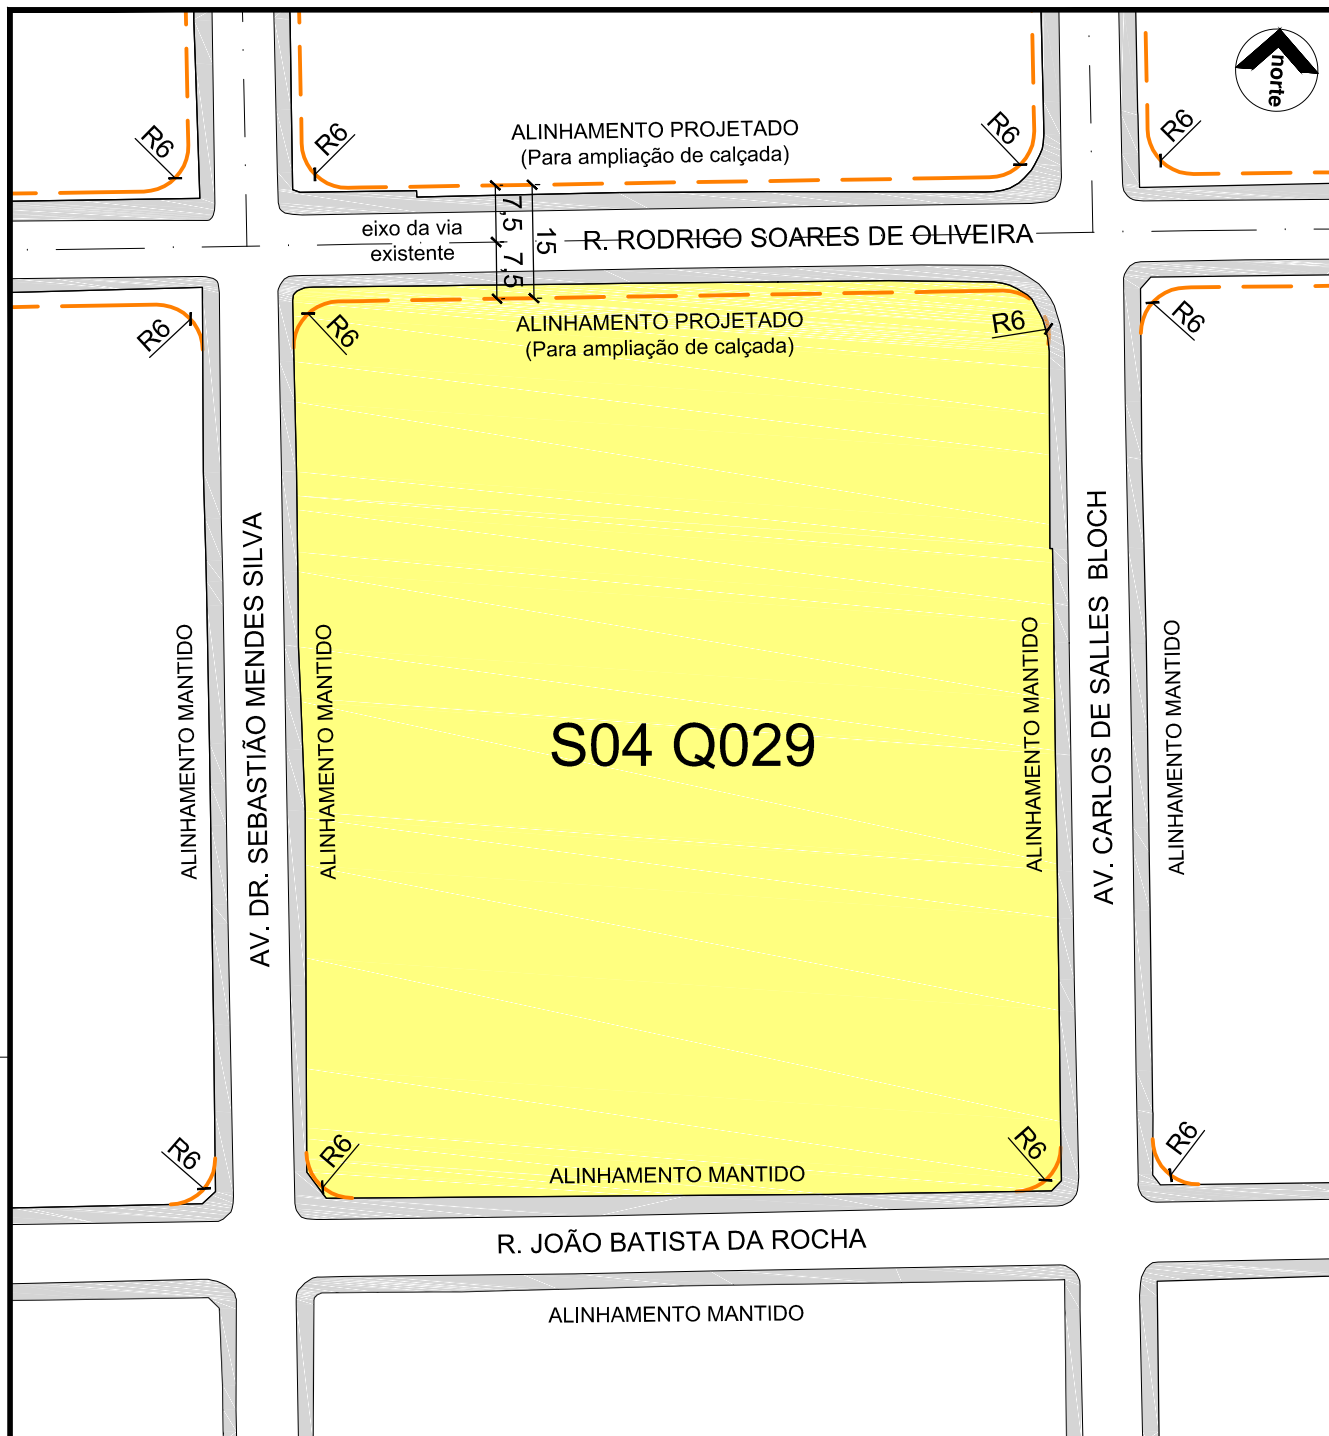 norte
R6
R6
R6
R6
ALINHAMENTO PROJETADO
(Para ampliação de calçada)
7,5
7,5
15
eixo da via
existente
R. RODRIGO SOARES DE OLIVEIRA
R6
R6
R6
R6
ALINHAMENTO PROJETADO
(Para ampliação de calçada)
ALINHAMENTO MANTIDO
AV. DR. SEBASTIÃO MENDES SILVA
ALINHAMENTO MANTIDO
S04 Q029
ALINHAMENTO MANTIDO
AV. CARLOS DE SALLES BLOCH
ALINHAMENTO MANTIDO
R6
R6
R6
R6
ALINHAMENTO MANTIDO
R. JOÃO BATISTA DA ROCHA
ALINHAMENTO MANTIDO